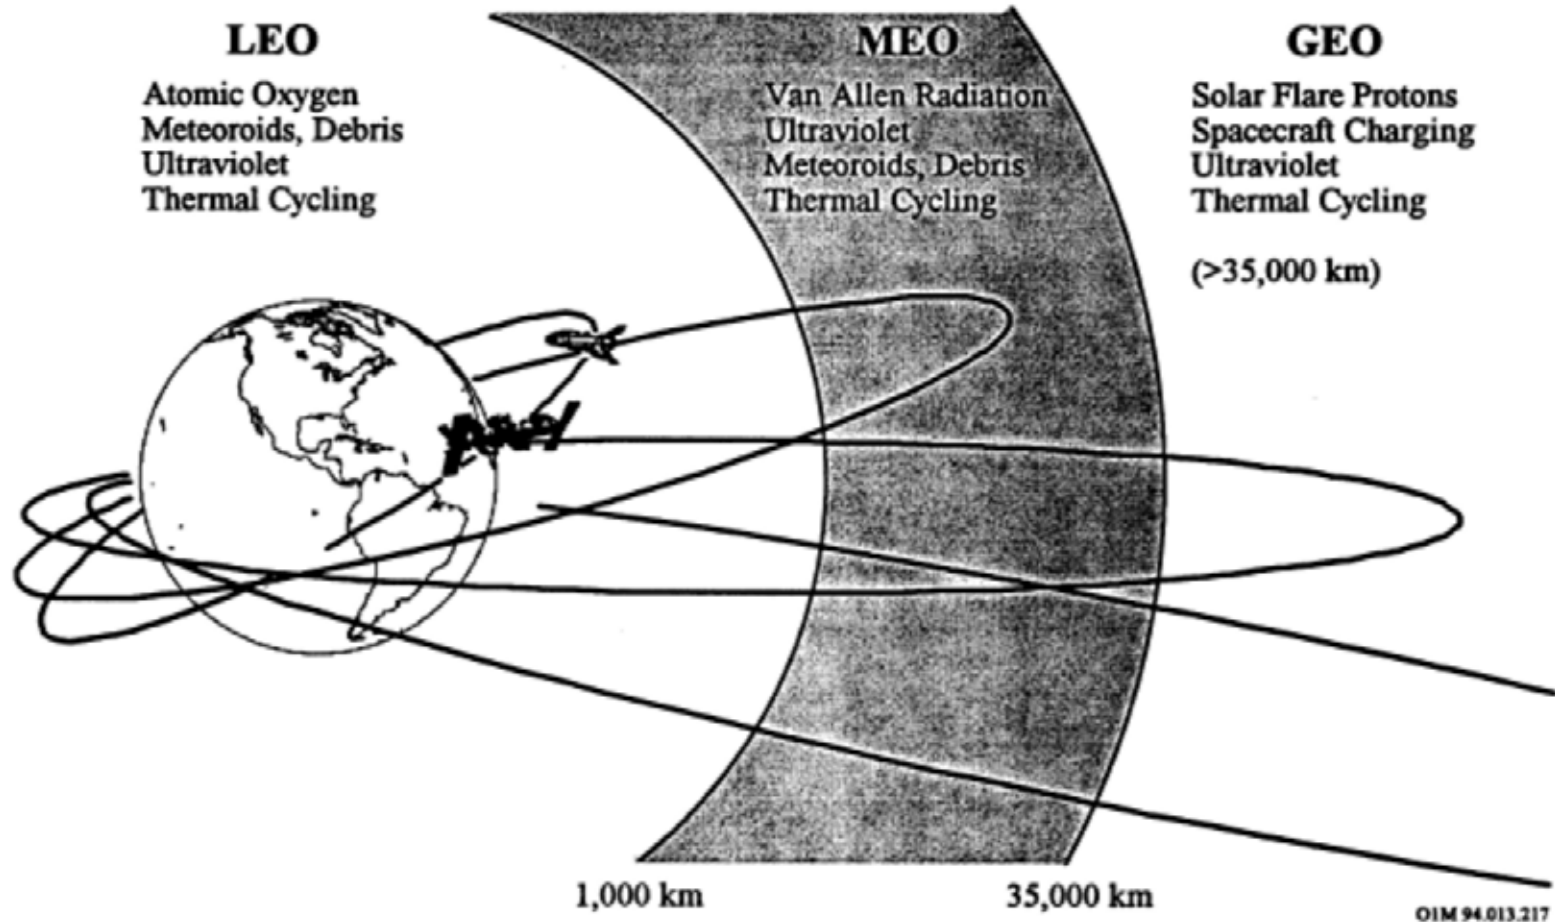 LEO
Atomic Oxygen
Meteoroids, Debris
Ultraviolet
Thermal Cycling
MEO
Van Allen Radiation
Ultraviolet
Meteoroids, Debris
Thermal Cycling
GEO
Solar Flare Protons
Spacecraft Charging
Ultraviolet
Thermal Cycling
(>35,000 km)
1,000 km
35,000 km
O1M 94.013.217